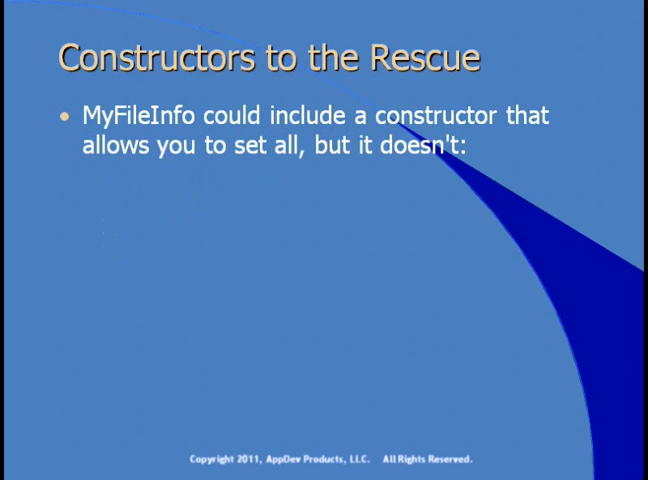 Constructors to the Rescue
• MyFileInfo could include a constructor that
allows you to set all, but it doesn't:
Copyright 2011, AppDev Products, LLC. All Rights Reserved.